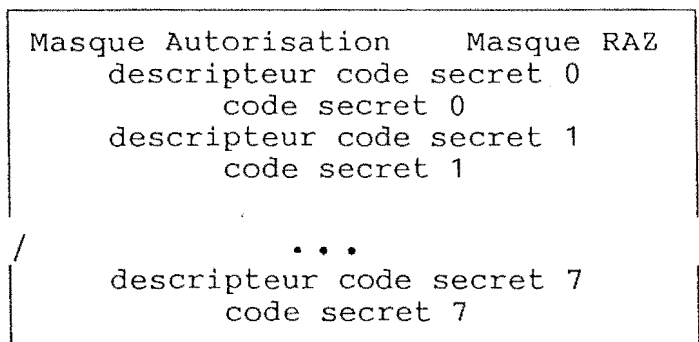 Masque Autorisation Masque RAZ
descripteur code secret 0
code secret 0
descripteur code secret 1
code secret 1
/ ...
descripteur code secret 7
code secret 7